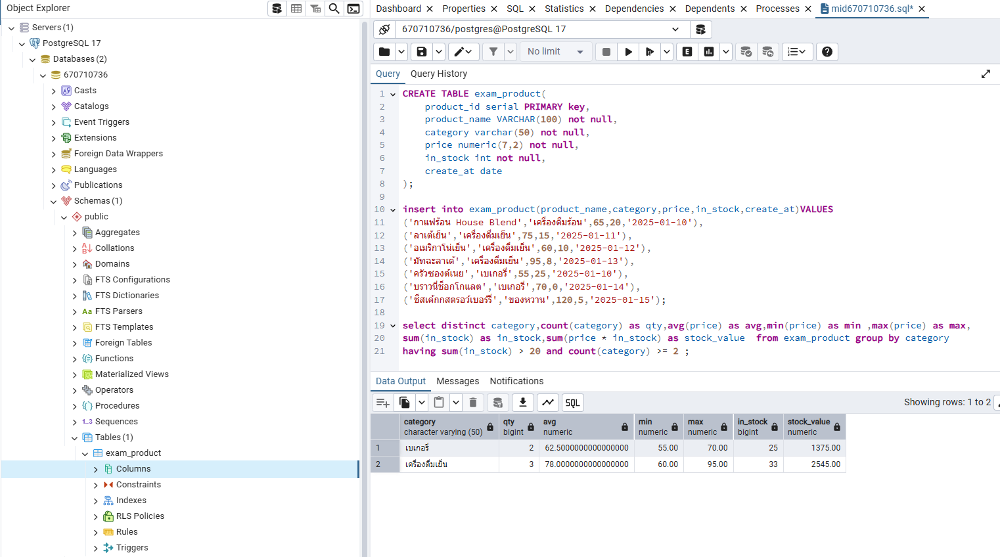 Object Explorer
Servers (1)
PostgreSQL 17
Databases (2)
670710736
Casts
Catalogs
Event Triggers
Extensions
Foreign Data Wrappers
Languages
Publications
Schemas (1)
public
Aggregates
Collations
Domains
FTS Configurations
FTS Dictionaries
Aa FTS Parsers
FTS Templates
Foreign Tables
Functions
Materialized Views
Operators
Procedures
1..3 Sequences
Tables (1)
exam_product
Columns
Constraints
Indexes
RLS Policies
Rules
Triggers
Dashboard Properties SQL Statistics Dependencies Dependents Processes mid670710736.sql*
670710736/postgres@PostgreSQL 17
No limit E
Query Query History
1 CREATE TABLE exam_product(
2 product_id serial PRIMARY key,
3 product_name VARCHAR(100) not null,
4 category varchar(50) not null,
5 price numeric(7,2) not null,
6 in_stock int not null,
7 create_at date
8 );
9
10 insert into exam_product(product_name,category,price,in_stock,create_at)VALUES
11 ('กาแฟร้อน House Blend','เครื่องดื่มร้อน',65,20,'2025-01-10'),
12 ('ลาเต้เย็น','เครื่องดื่มเย็น',75,15,'2025-01-11'),
13 ('อเมริกาโน่เย็น','เครื่องดื่มเย็น',60,10,'2025-01-12'),
14 ('มัทฉะลาเต้','เครื่องดื่มเย็น',95,8,'2025-01-13'),
15 ('ครัวซองต์เนย','เบเกอรี่',55,25,'2025-01-10'),
16 ('บราวนี่ช็อกโกแลต','เบเกอรี่',70,0,'2025-01-14'),
17 ('ชีสเค้กกสตรอว์เบอร์รี่','ของหวาน',120,5,'2025-01-15');
18
19 select distinct category,count(category) as qty,avg(price) as avg,min(price) as min ,max(price) as max,
20 sum(in_stock) as in_stock,sum(price * in_stock) as stock_value  from exam_product group by category
21 having sum(in_stock) > 20 and count(category) >= 2 ;
Data Output Messages Notifications
SQL Showing rows: 1 to 2
category qty avg min max in_stock stock_value
character varying (50) bigint numeric numeric numeric bigint numeric
1 เบเกอรี่ 2 62.5000000000000000 55.00 70.00 25 1375.00
2 เครื่องดื่มเย็น 3 78.0000000000000000 60.00 95.00 33 2545.00